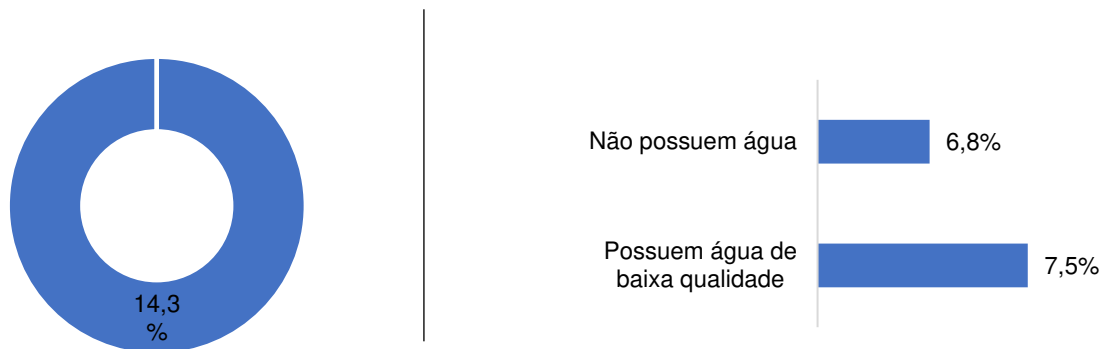 14,3
%
Não possuem água
6,8%
Possuem água de
baixa qualidade
7,5%